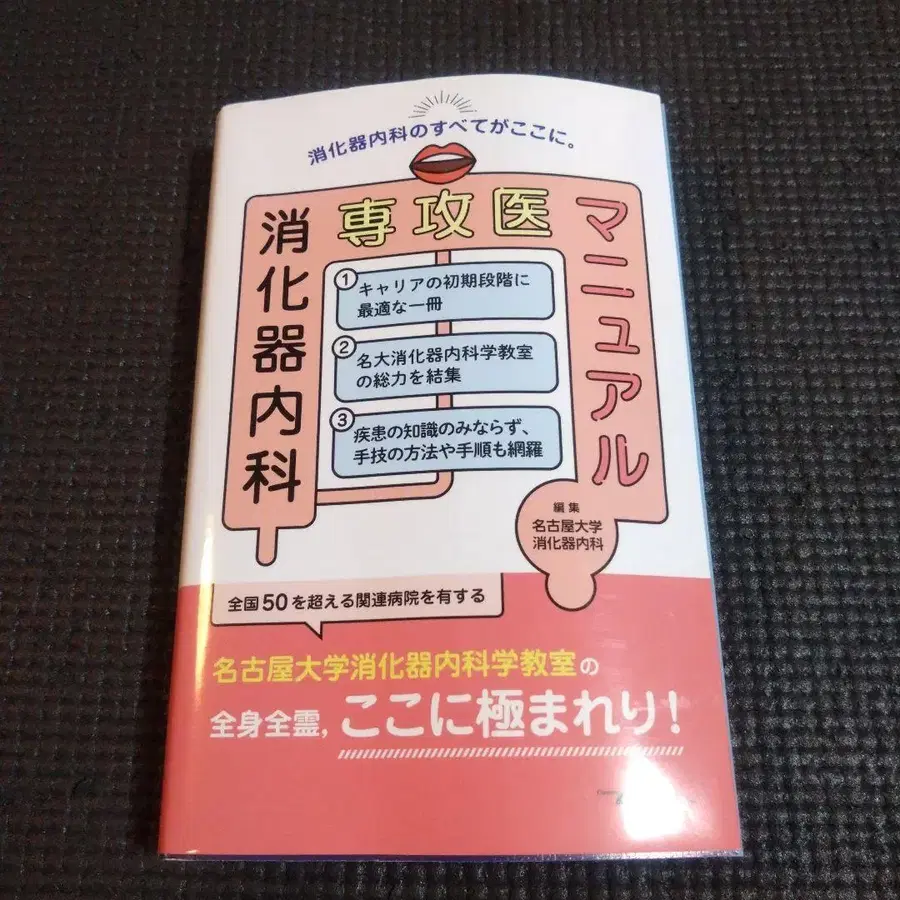 消化器内科のすべてがここに。
消化器内科
専攻医
マニュアル
1 キャリアの初期段階に
最適な一冊
2 名大消化器内科学教室
の総力を結集
3 疾患の知識のみならず、
手技の方法や手順も網羅
編集
名古屋大学
消化器内科
全国50を超える関連病院を有する
名古屋大学消化器内科学教室の
全身全霊,ここに極まれり!